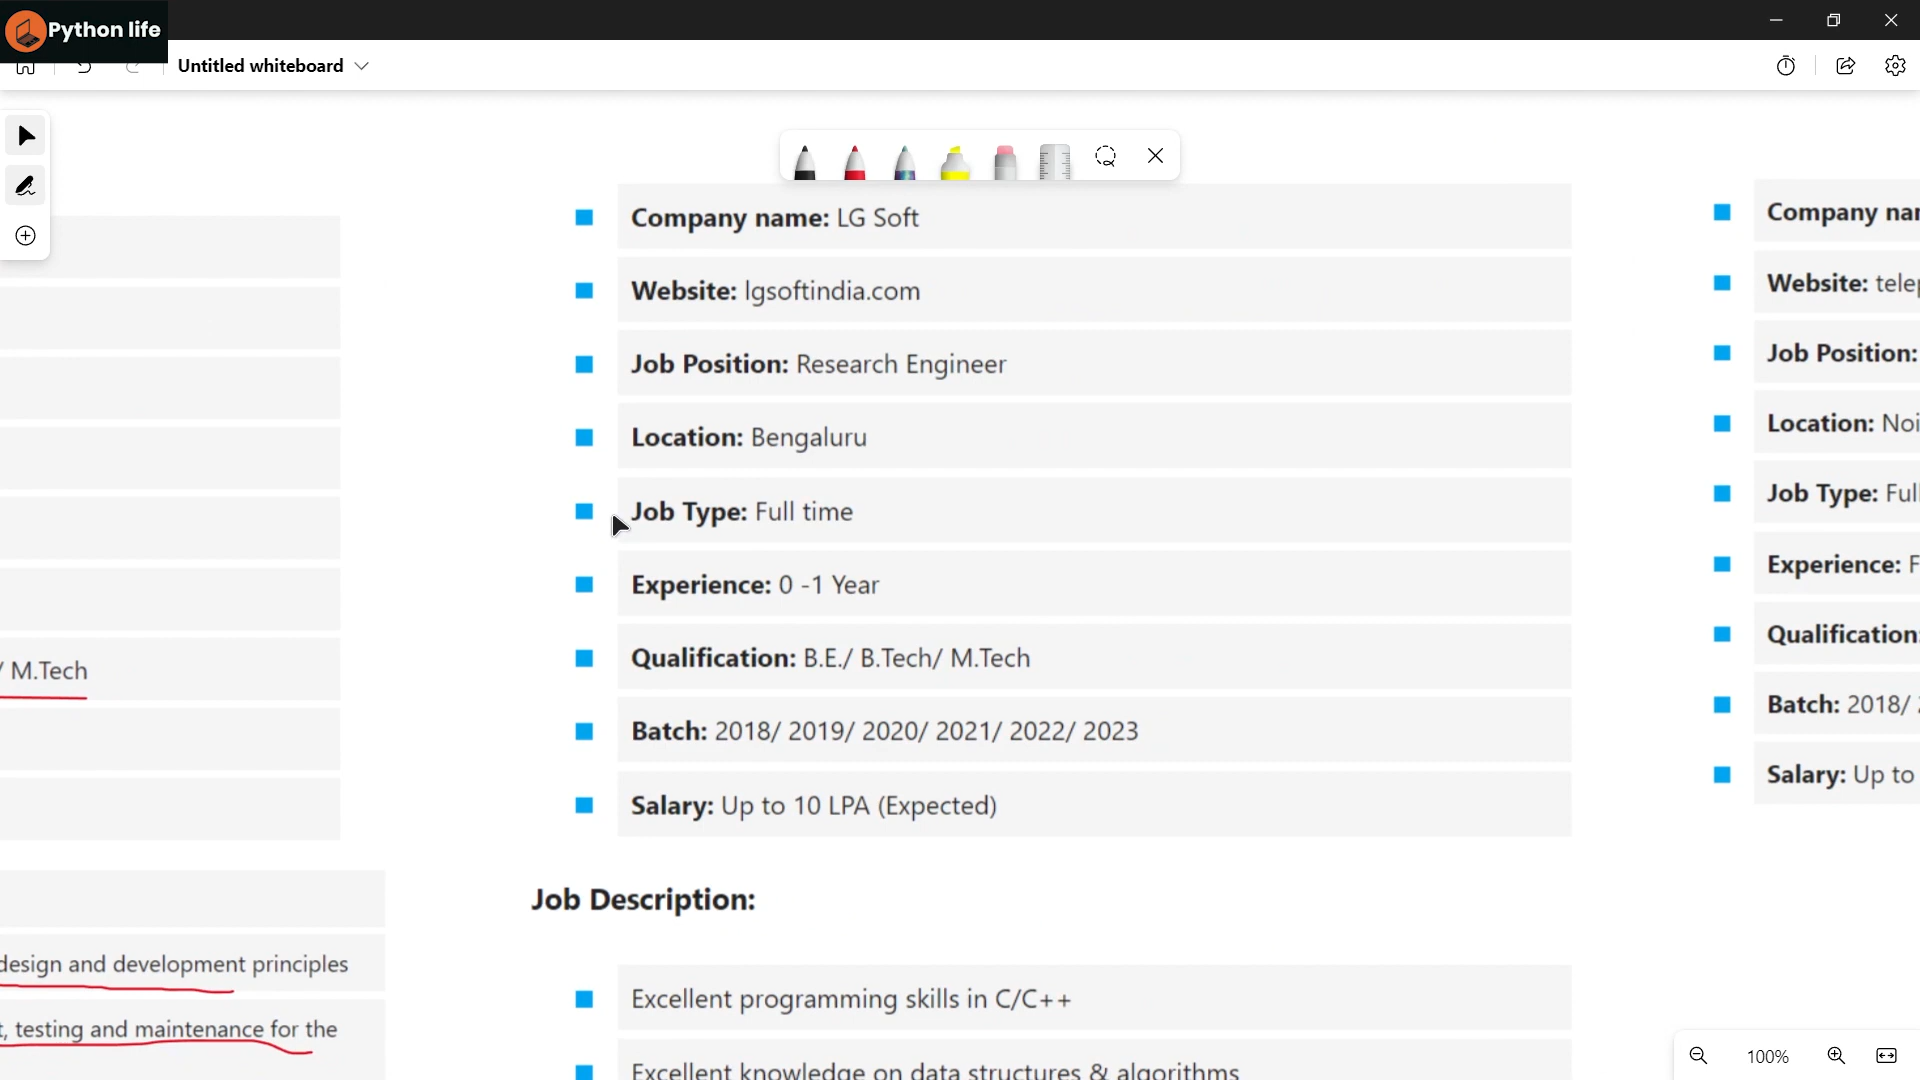 Python life
Untitled whiteboard
Company name: LG Soft
Website: lgsoftindia.com
Job Position: Research Engineer
Location: Bengaluru
Job Type: Full time
Experience: 0 -1 Year
Qualification: B.E./ B.Tech/ M.Tech
Batch: 2018/ 2019/ 2020/ 2021/ 2022/ 2023
Salary: Up to 10 LPA (Expected)
Job Description:
Excellent programming skills in C/C++
Excellent knowledge on data structures & algorithms
/ M.Tech
design and development principles
, testing and maintenance for the
Company
Website:
Job Position:
Location:
Job Type:
Experience:
Qualification:
Batch: 2018/
Salary: Up to
100%